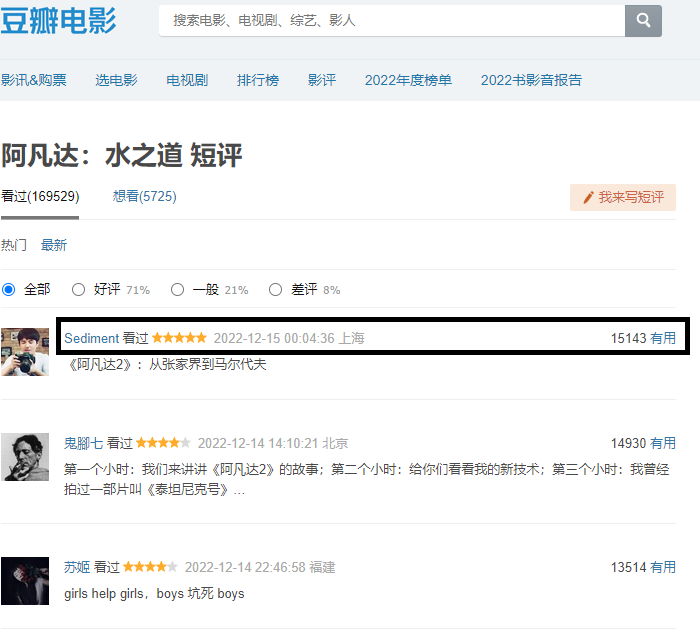 豆瓣电影
搜索电影、电视剧、综艺、影人
影讯&购票 选电影 电视剧 排行榜 影评 2022年度榜单 2022书影音报告
阿凡达：水之道 短评
看过(169529) 想看(5725) 我来写短评
热门 最新
全部 好评 71% 一般 21% 差评 8%
Sediment 看过 2022-12-15 00:04:36 上海 15143 有用
《阿凡达2》：从张家界到马尔代夫
鬼腳七 看过 2022-12-14 14:10:21 北京 14930 有用
第一个小时：我们来讲讲《阿凡达2》的故事；第二个小时：给你们看看我的新技术；第三个小时：我曾经
拍过一部片叫《泰坦尼克号》...
苏姬 看过 2022-12-14 22:46:58 福建 13514 有用
girls help girls，boys 坑死 boys